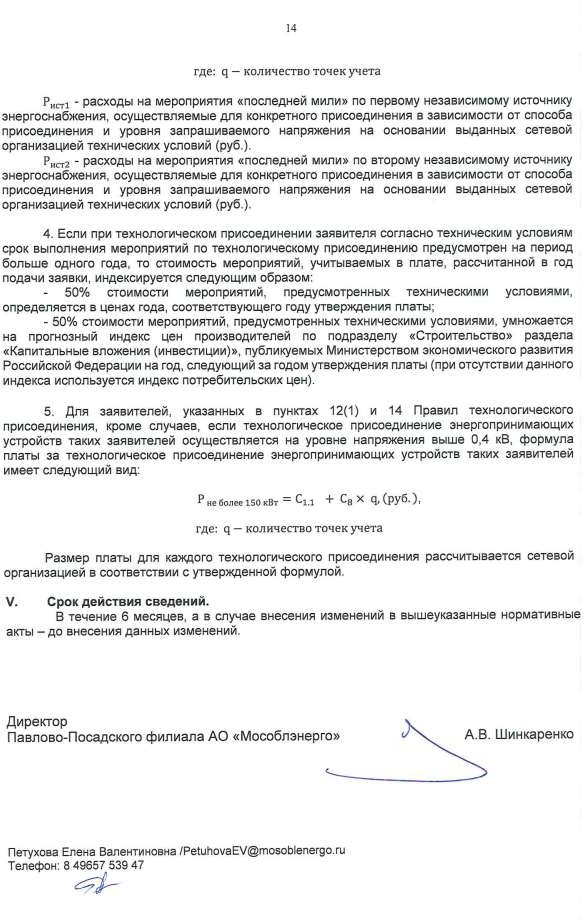 14
где: q – количество точек учета
Рист1 - расходы на мероприятия «последней мили» по первому независимому источнику
энергоснабжения, осуществляемые для конкретного присоединения в зависимости от способа
присоединения и уровня запрашиваемого напряжения на основании выданных сетевой
организацией технических условий (руб.).
Рист2 - расходы на мероприятия «последней мили» по второму независимому источнику
энергоснабжения, осуществляемые для конкретного присоединения в зависимости от способа
присоединения и уровня запрашиваемого напряжения на основании выданных сетевой
организацией технических условий (руб.).
4. Если при технологическом присоединении заявителя согласно техническим условиям
срок выполнения мероприятий по технологическому присоединению предусмотрен на период
больше одного года, то стоимость мероприятий, учитываемых в плате, рассчитанной в год
подачи заявки, индексируется следующим образом:
- 50% стоимости мероприятий, предусмотренных техническими условиями,
определяется в ценах года, соответствующего году утверждения платы;
- 50% стоимости мероприятий, предусмотренных техническими условиями, умножается
на прогнозный индекс цен производителей по подразделу «Строительство» раздела
«Капитальные вложения (инвестиции)», публикуемых Министерством экономического развития
Российской Федерации на год, следующий за годом утверждения платы (при отсутствии данного
индекса используется индекс потребительских цен).
5. Для заявителей, указанных в пунктах 12(1) и 14 Правил технологического
присоединения, кроме случаев, если технологическое присоединение энергопринимающих
устройств таких заявителей осуществляется на уровне напряжения выше 0,4 кВ, формула
платы за технологическое присоединение энергопринимающих устройств таких заявителей
имеет следующий вид:
Р не более 150 кВт = С1.1 + С8 × q, (руб.),
где: q – количество точек учета
Размер платы для каждого технологического присоединения рассчитывается сетевой
организацией в соответствии с утвержденной формулой.
V. Срок действия сведений.
В течение 6 месяцев, а в случае внесения изменений в вышеуказанные нормативные
акты – до внесения данных изменений.
Директор
Павлово-Посадского филиала АО «Мособлэнерго» А.В. Шинкаренко
Петухова Елена Валентиновна /PetuhovaEV@mosoblenergo.ru
Телефон: 8 49657 539 47